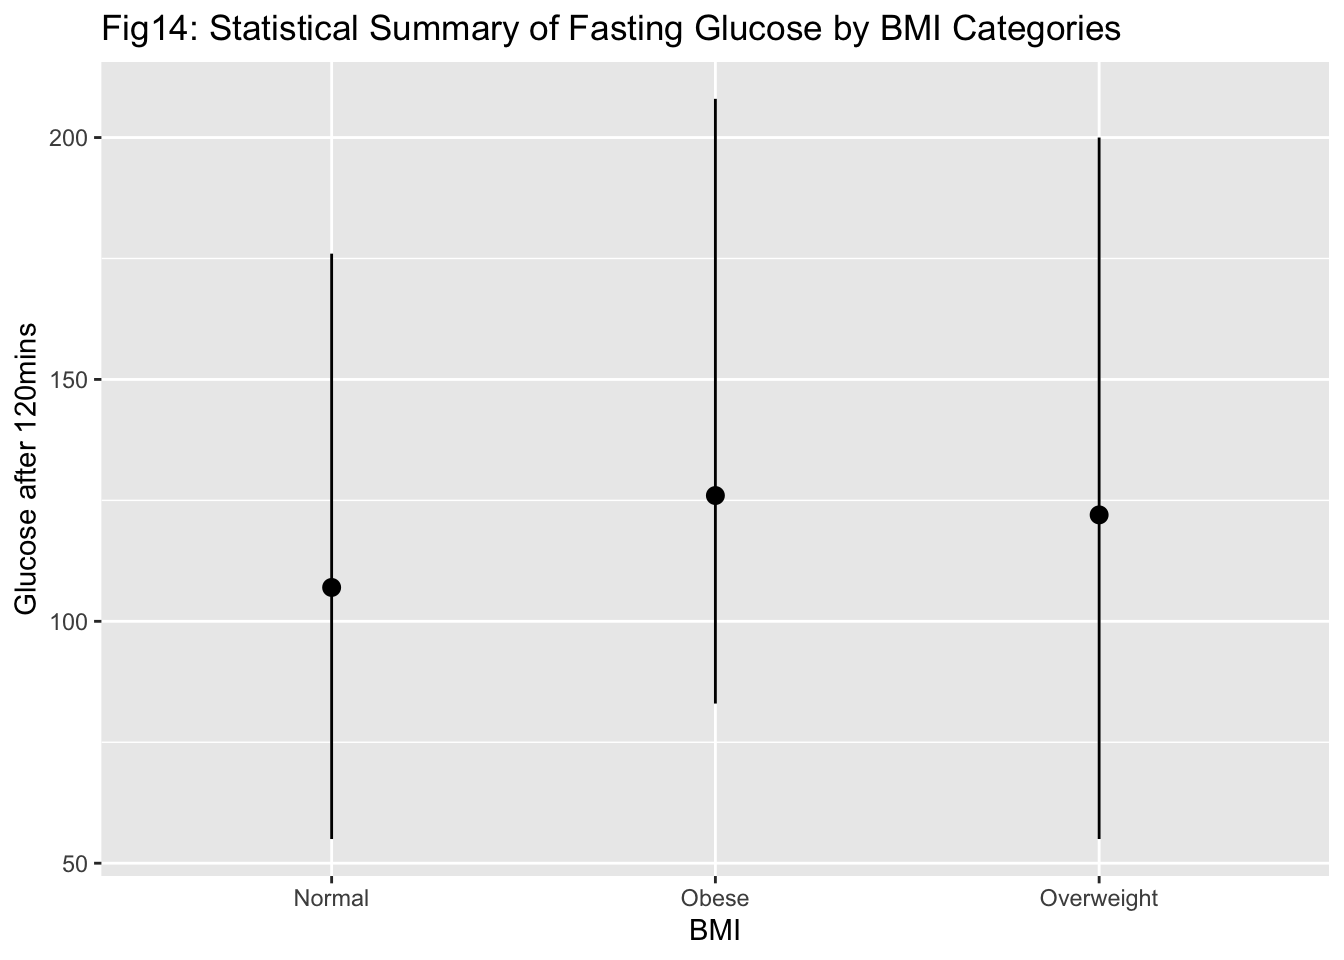 Fig14: Statistical Summary of Fasting Glucose by BMI Categories
Glucose after 120mins
200
150
100
50
Normal
Obese
Overweight
BMI